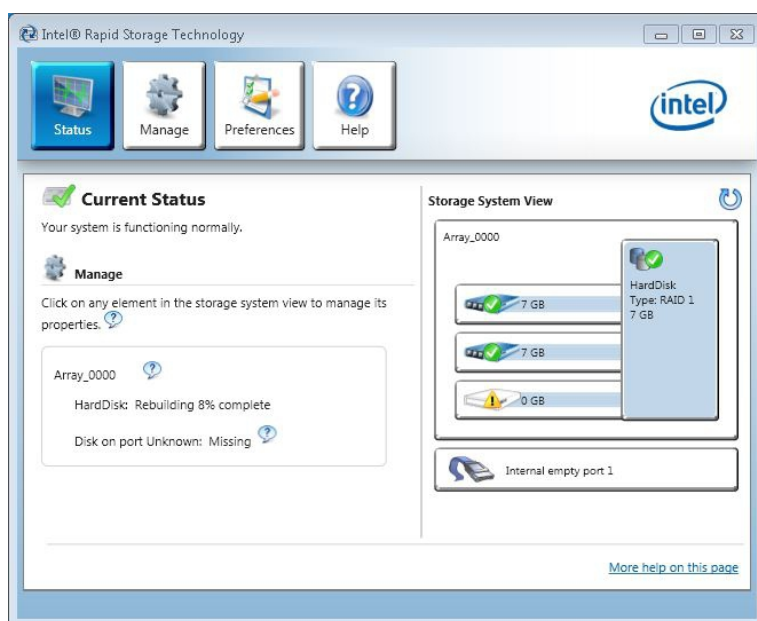 Intel® Rapid Storage Technology
Status
Manage
Preferences
Help
intel
Current Status
Your system is functioning normally.
Manage
Click on any element in the storage system view to manage its
properties.
Array_0000
HardDisk: Rebuilding 8% complete
Disk on port Unknown: Missing
Storage System View
Array_0000
HardDisk
Type: RAID 1
7 GB
7 GB
7 GB
0 GB
Internal empty port 1
More help on this page